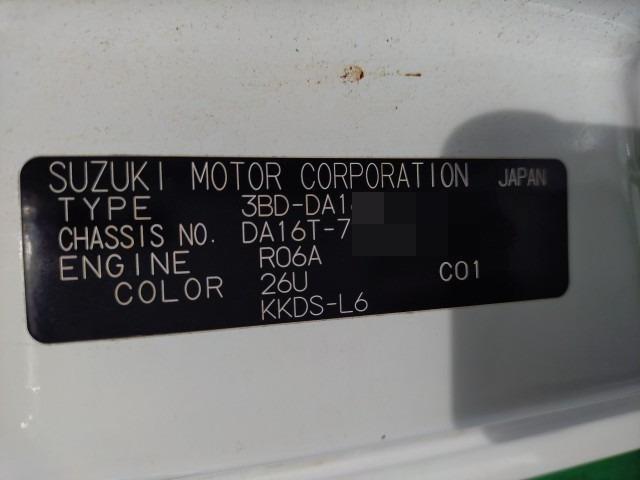 SUZUKI MOTOR CORPORATION JAPAN
TYPE 3BD-DA1
CHASSIS NO. DA16T-7
ENGINE R06A
COLOR 26U C01
KKDS-L6